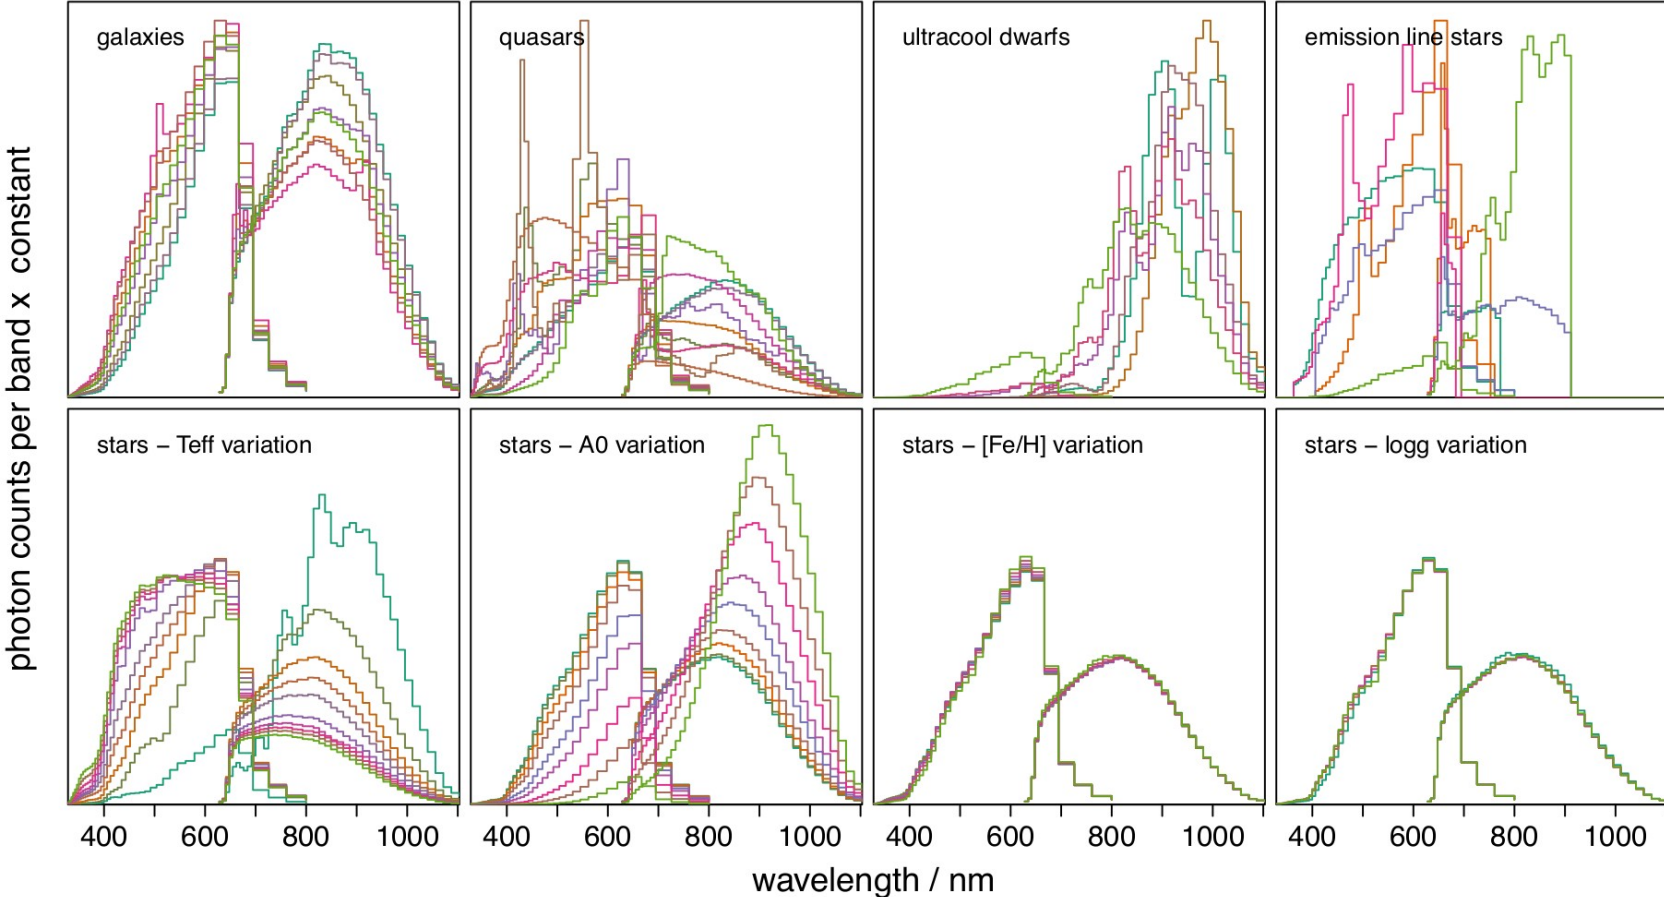 photon counts per band x constant
galaxies
quasars
ultracool dwarfs
emission line stars
stars – Teff variation
stars – A0 variation
stars – [Fe/H] variation
stars – logg variation
400 600 800 1000
400 600 800 1000
400 600 800 1000
400 600 800 1000
wavelength / nm